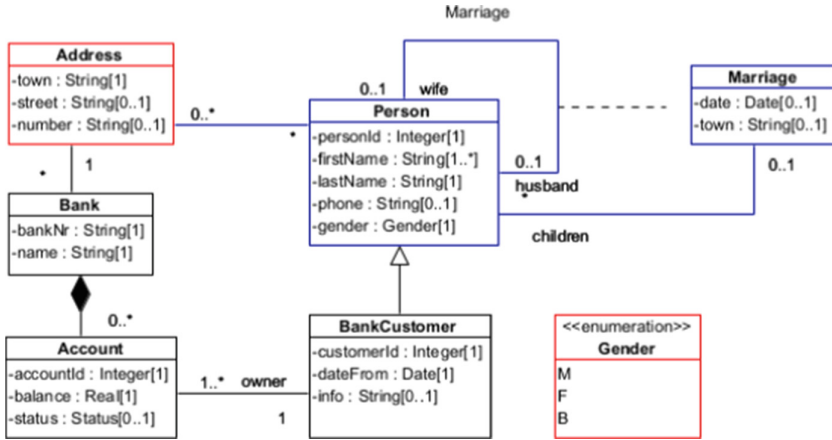 Marriage
Address
-town : String[1]
-street : String[0..1]
-number : String[0..1]
0..*
*
0..1
wife
Person
-personId : Integer[1]
-firstName : String[1..*]
-lastName : String[1]
-phone : String[0..1]
-gender : Gender[1]
0..1
husband
*
children
Marriage
-date : Date[0..1]
-town : String[0..1]
0..1
1
*
Bank
-bankNr : String[1]
-name : String[1]
0..*
Account
-accountId : Integer[1]
-balance : Real[1]
-status : Status[0..1]
1..*
owner
1
BankCustomer
-customerId : Integer[1]
-dateFrom : Date[1]
-info : String[0..1]
<<enumeration>>
Gender
M
F
B